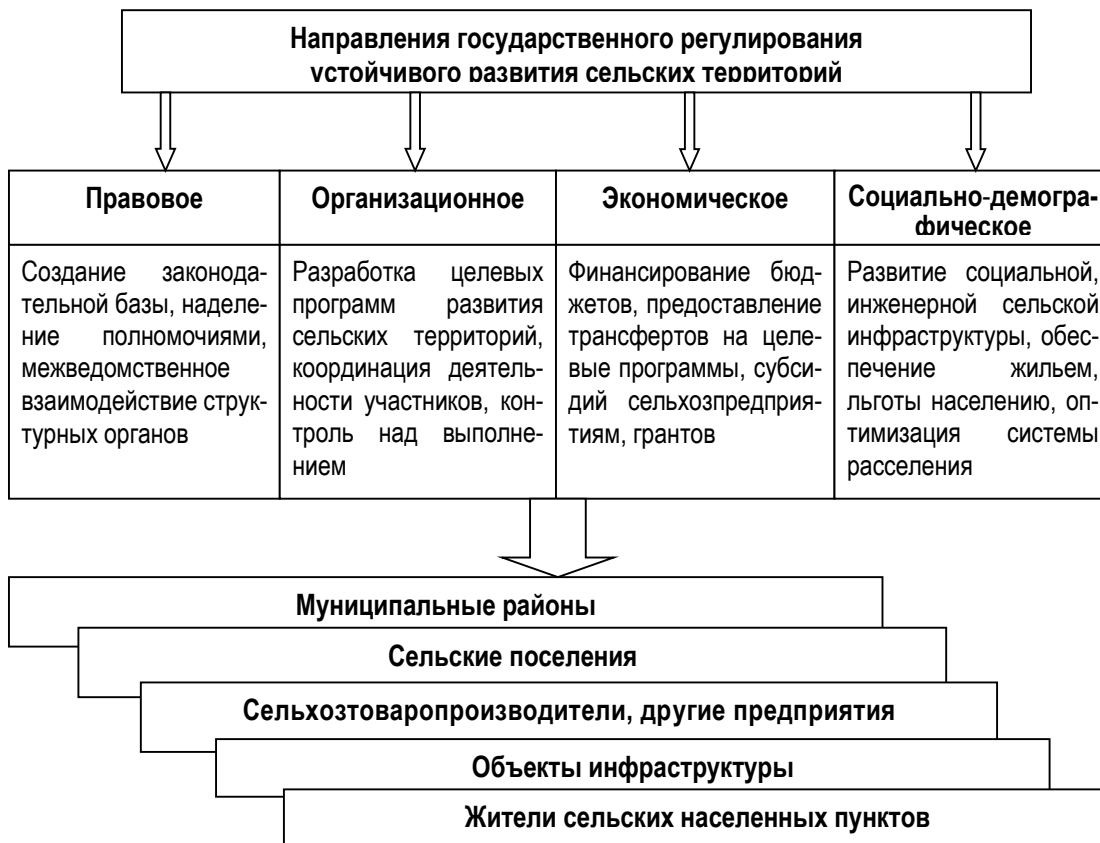 Направления государственного регулирования
устойчивого развития сельских территорий
Правовое
Организационное
Экономическое
Социально-демогра-
фическое
Создание законода-
тельной базы, наделе-
ние полномочиями,
межведомственное
взаимодействие струк-
турных органов
Разработка целевых
программ развития
сельских территорий,
координация деятель-
ности участников, кон-
троль над выполне-
нием
Финансирование бюд-
жетов, предоставление
трансфертов на целе-
вые программы, субси-
дий сельхозпредприя-
тиям, грантов
Развитие социальной,
инженерной сельской
инфраструктуры, обес-
печение жильем,
льготы населению, оп-
тимизация системы
расселения
Муниципальные районы
Сельские поселения
Сельхозтоваропроизводители, другие предприятия
Объекты инфраструктуры
Жители сельских населенных пунктов